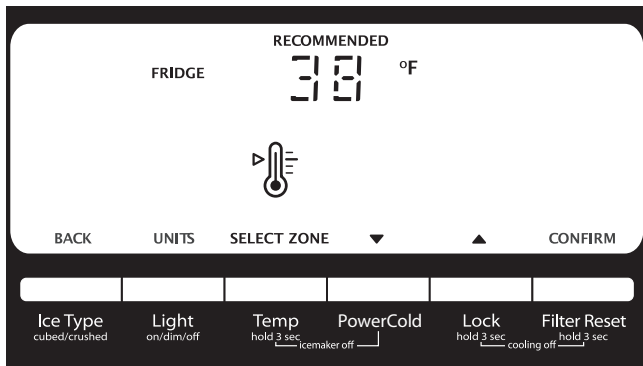 RECOMMENDED
FRIDGE 38 °F
BACK UNITS SELECT ZONE ▼ ▲ CONFIRM
Ice Type Light Temp PowerCold Lock Filter Reset
cubed/crushed on/dim/off hold 3 sec hold 3 sec hold 3 sec
icemaker off cooling off